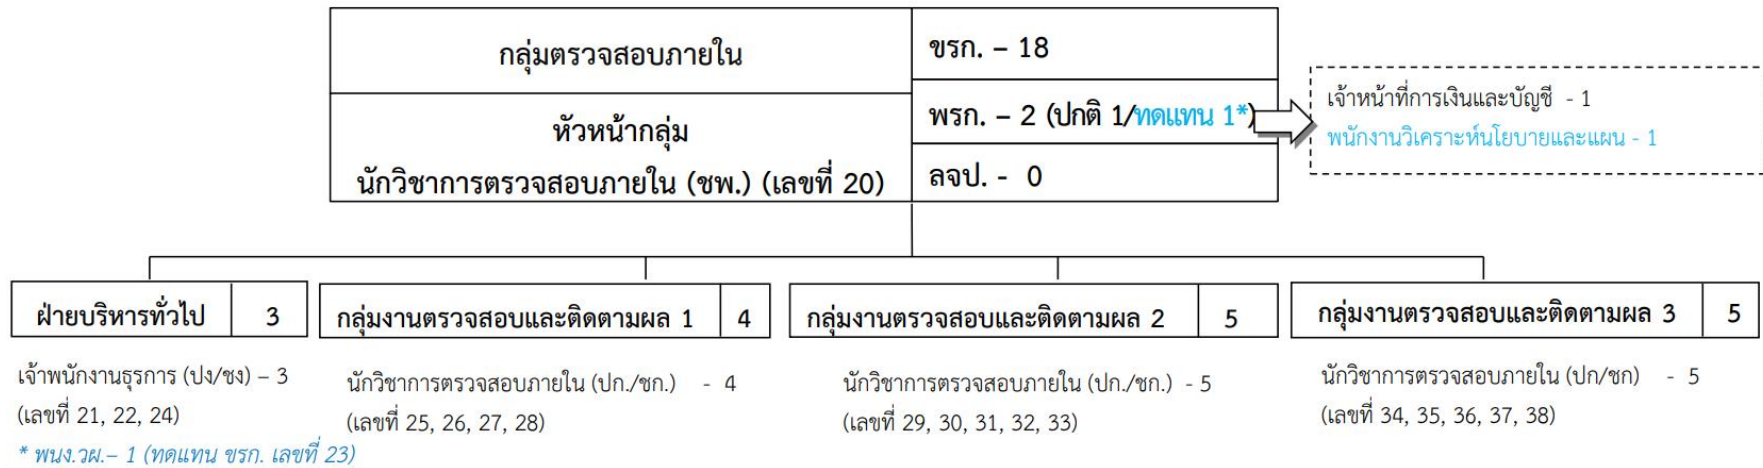 กลุ่มตรวจสอบภายใน
ขรก. – 18
หัวหน้ากลุ่ม
นักวิชาการตรวจสอบภายใน (ชพ.) (เลขที่ 20)
พรก. – 2 (ปกติ 1/ทดแทน 1*)
ลจป. - 0
เจ้าหน้าที่การเงินและบัญชี - 1
พนักงานวิเคราะห์นโยบายและแผน - 1
ฝ่ายบริหารทั่วไป 3
เจ้าพนักงานธุรการ (ปง/ชง) – 3
(เลขที่ 21, 22, 24)
* พนง.วผ.– 1 (ทดแทน ขรก. เลขที่ 23)
กลุ่มงานตรวจสอบและติดตามผล 1 4
นักวิชาการตรวจสอบภายใน (ปก./ชก.) - 4
(เลขที่ 25, 26, 27, 28)
กลุ่มงานตรวจสอบและติดตามผล 2 5
นักวิชาการตรวจสอบภายใน (ปก./ชก.) - 5
(เลขที่ 29, 30, 31, 32, 33)
กลุ่มงานตรวจสอบและติดตามผล 3 5
นักวิชาการตรวจสอบภายใน (ปก/ชก) - 5
(เลขที่ 34, 35, 36, 37, 38)